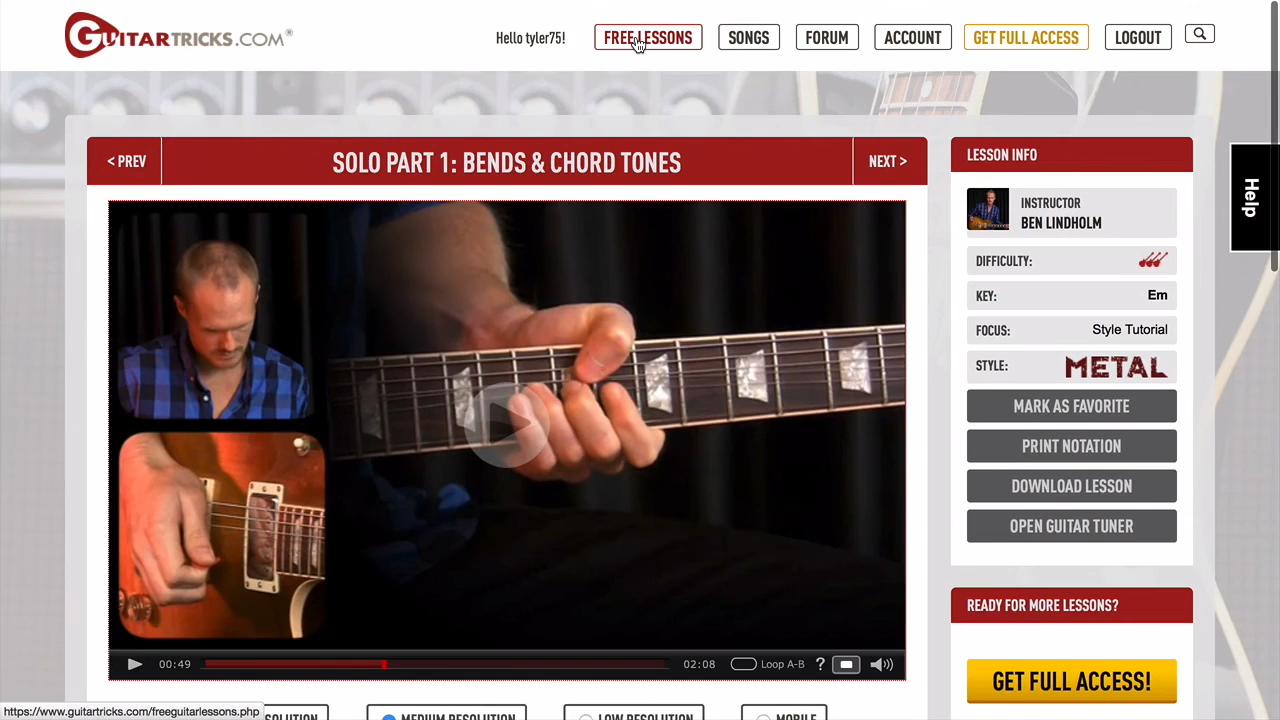 GUITARTRICKS.COM®
Hello tyler75!
FREE LESSONS
SONGS
FORUM
ACCOUNT
GET FULL ACCESS
LOGOUT
< PREV
SOLO PART 1: BENDS & CHORD TONES
NEXT >
LESSON INFO
INSTRUCTOR
BEN LINDHOLM
DIFFICULTY:
KEY: Em
FOCUS: Style Tutorial
STYLE: METAL
MARK AS FAVORITE
PRINT NOTATION
DOWNLOAD LESSON
OPEN GUITAR TUNER
READY FOR MORE LESSONS?
GET FULL ACCESS!
Help
00:49
02:08
Loop A-B
?
https://www.guitartricks.com/freeguitarlessons.php
MEDIUM RESOLUTION
LOW RESOLUTION
MOBILE